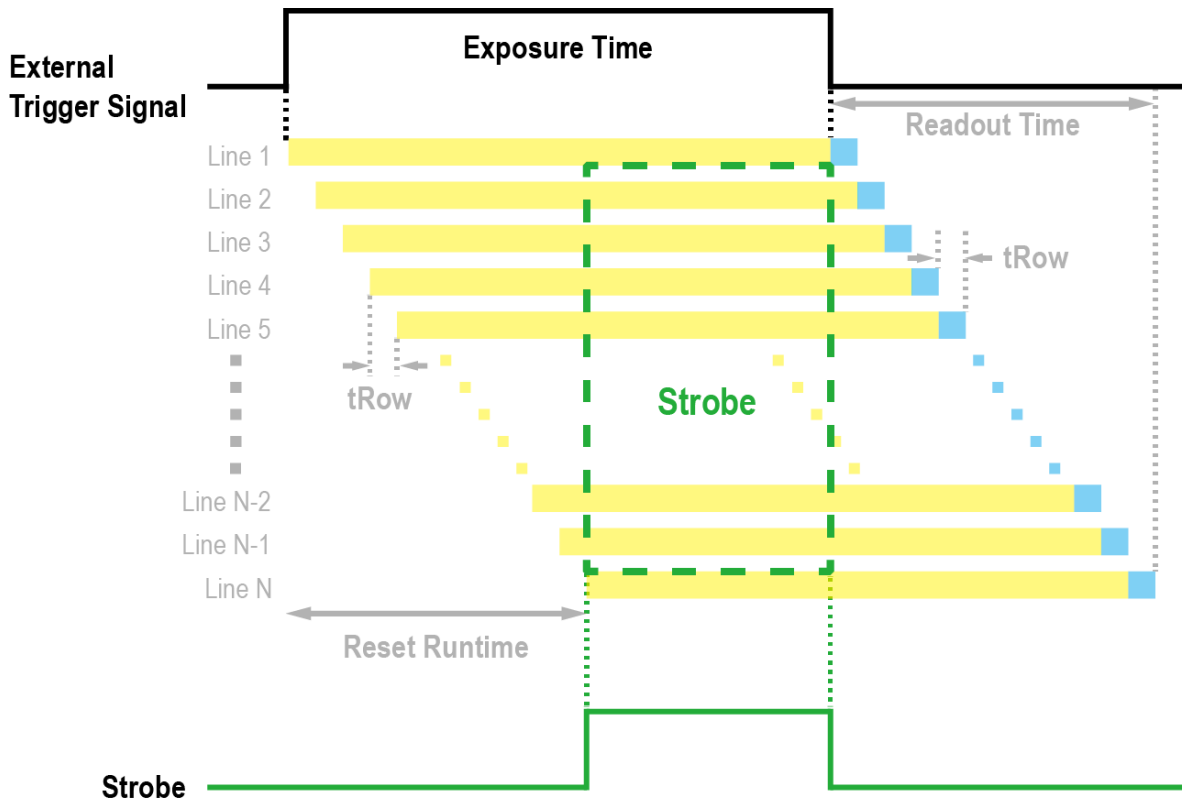 Exposure Time
External
Trigger Signal
Readout Time
Line 1
Line 2
Line 3
tRow
Line 4
Line 5
tRow
Strobe
Line N-2
Line N-1
Line N
Reset Runtime
Strobe